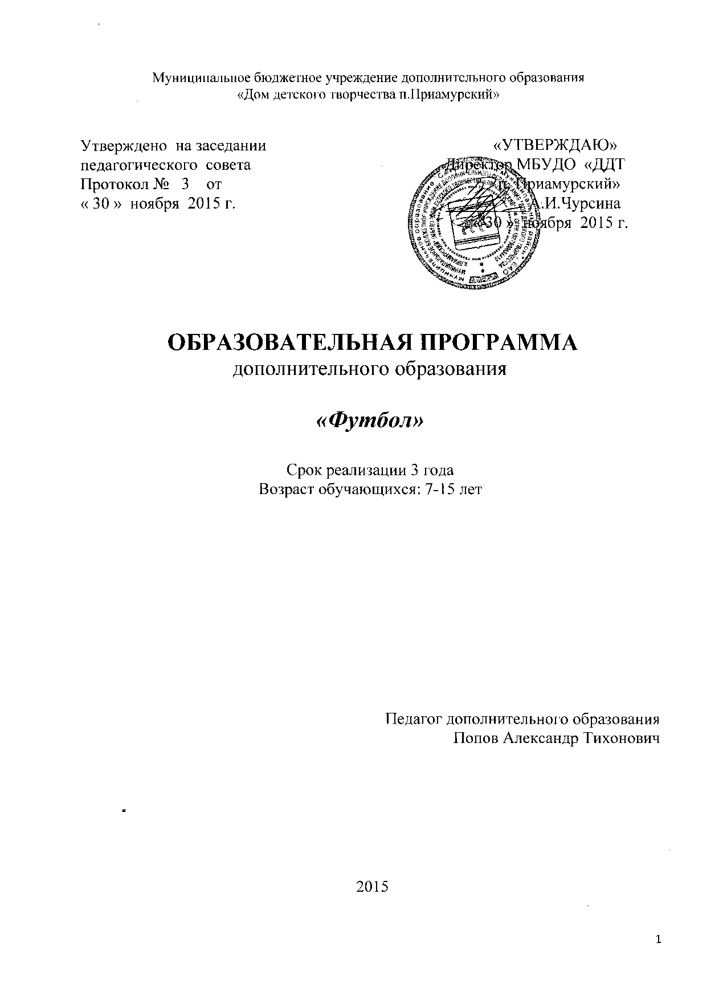 Муниципальное бюджетное учреждение дополнительного образования
«Дом детского творчества п.Приамурский»
Утверждено на заседании
педагогического совета
Протокол № 3 от
« 30 » ноября 2015 г.
«УТВЕРЖДАЮ»
Директор МБУДО «ДДТ
п. Приамурский»
А.И.Чурсина
« 30 » ноября 2015 г.
ОБРАЗОВАТЕЛЬНАЯ ПРОГРАММА
дополнительного образования
«Футбол»
Срок реализации 3 года
Возраст обучающихся: 7-15 лет
Педагог дополнительного образования
Попов Александр Тихонович
2015
1